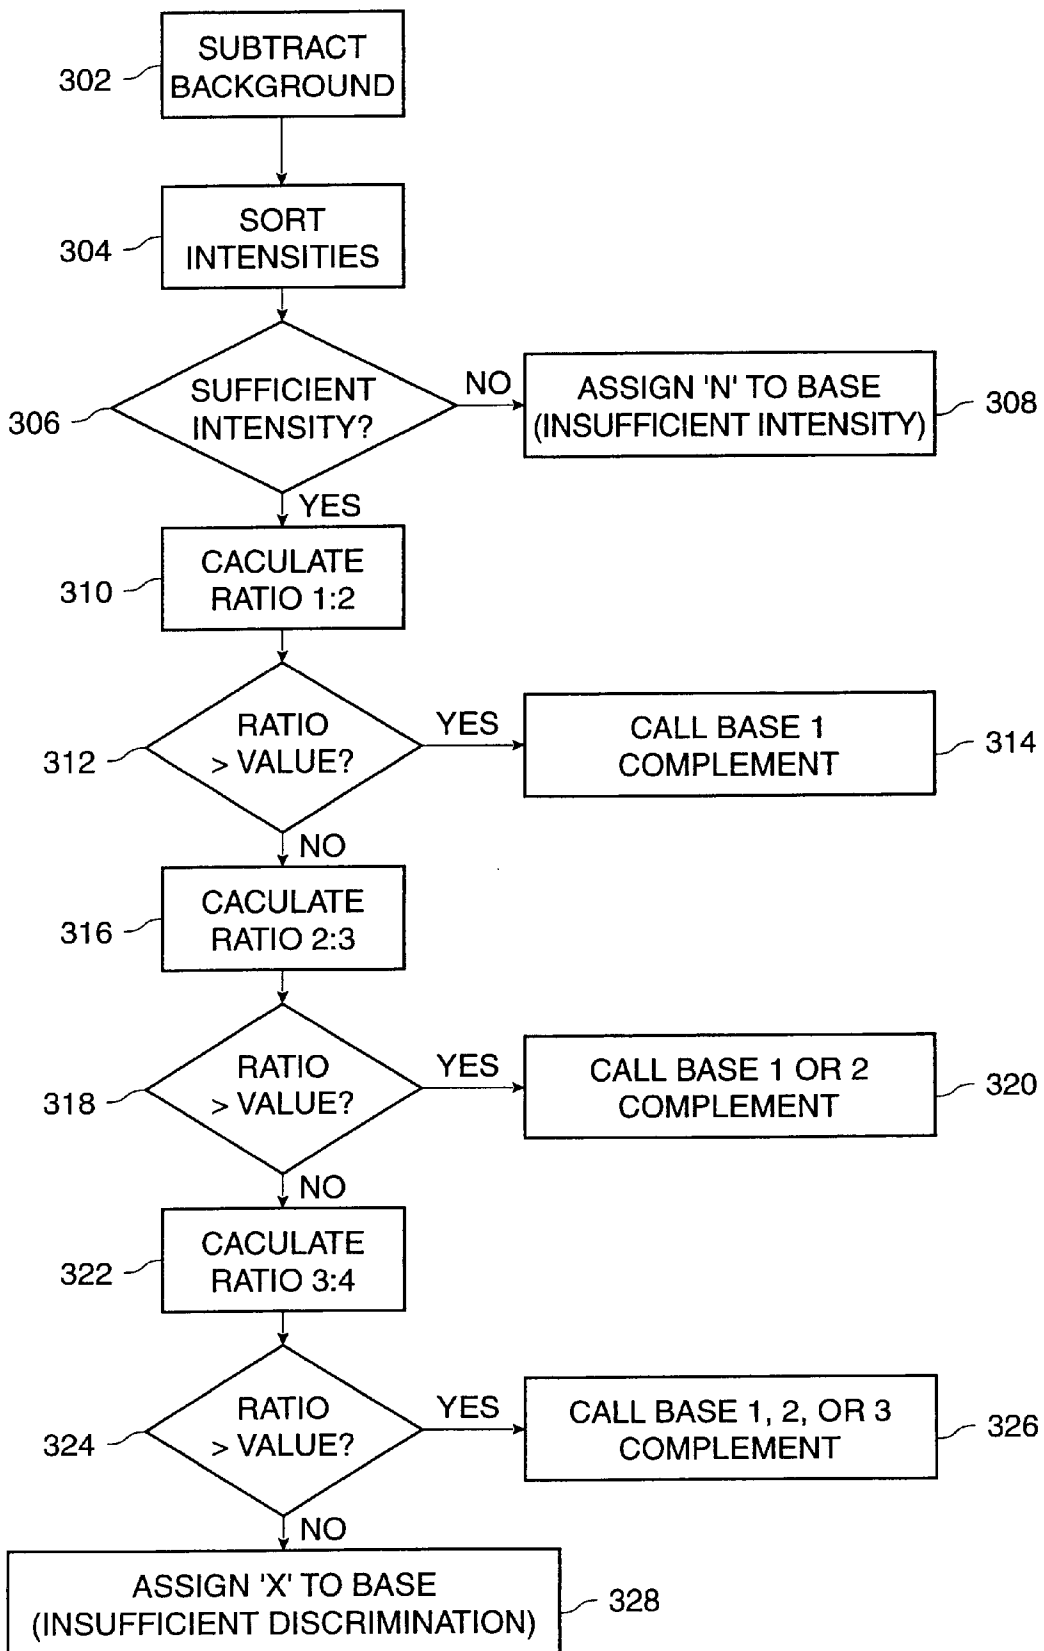 SUBTRACT
BACKGROUND
302
SORT
INTENSITIES
304
SUFFICIENT
INTENSITY?
306
NO
ASSIGN 'N' TO BASE
(INSUFFICIENT INTENSITY)
308
YES
CACULATE
RATIO 1:2
310
RATIO
> VALUE?
312
YES
CALL BASE 1
COMPLEMENT
314
NO
CACULATE
RATIO 2:3
316
RATIO
> VALUE?
318
YES
CALL BASE 1 OR 2
COMPLEMENT
320
NO
CACULATE
RATIO 3:4
322
RATIO
> VALUE?
324
YES
CALL BASE 1, 2, OR 3
COMPLEMENT
326
NO
ASSIGN 'X' TO BASE
(INSUFFICIENT DISCRIMINATION)
328